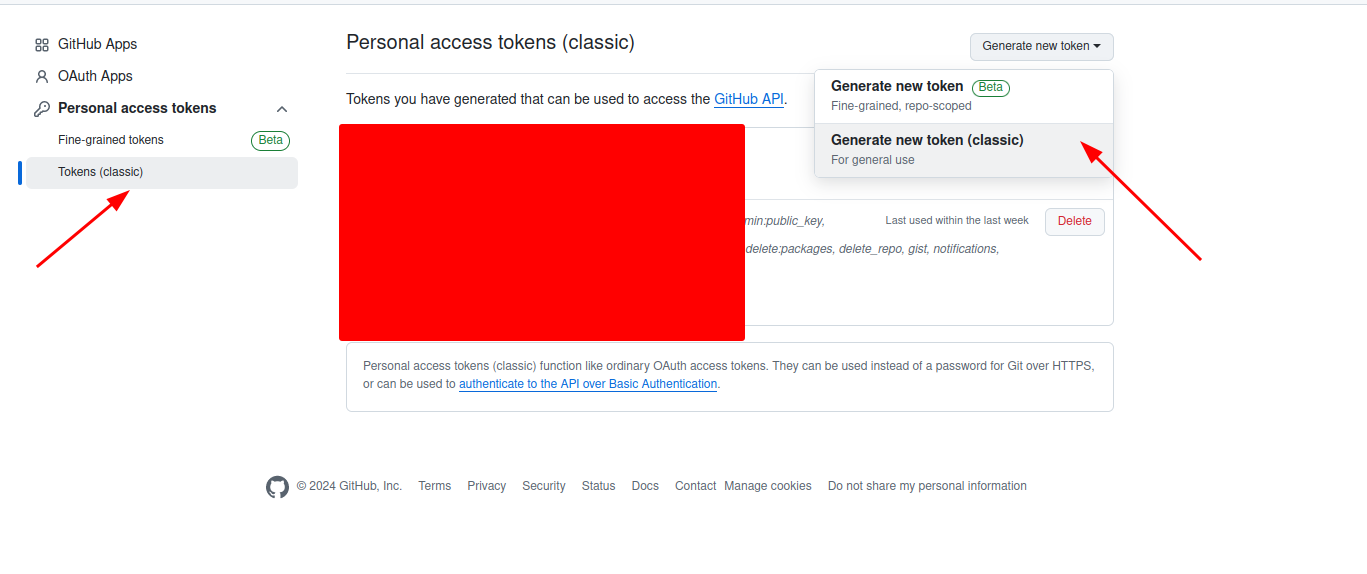 GitHub Apps
OAuth Apps
Personal access tokens
Fine-grained tokens Beta
Tokens (classic)
Personal access tokens (classic)
Generate new token
Tokens you have generated that can be used to access the GitHub API.
Generate new token Beta
Fine-grained, repo-scoped
Generate new token (classic)
For general use
min:public_key, Last used within the last week Delete
delete:packages, delete_repo, gist, notifications,
Personal access tokens (classic) function like ordinary OAuth access tokens. They can be used instead of a password for Git over HTTPS,
or can be used to authenticate to the API over Basic Authentication.
© 2024 GitHub, Inc. Terms Privacy Security Status Docs Contact Manage cookies Do not share my personal information